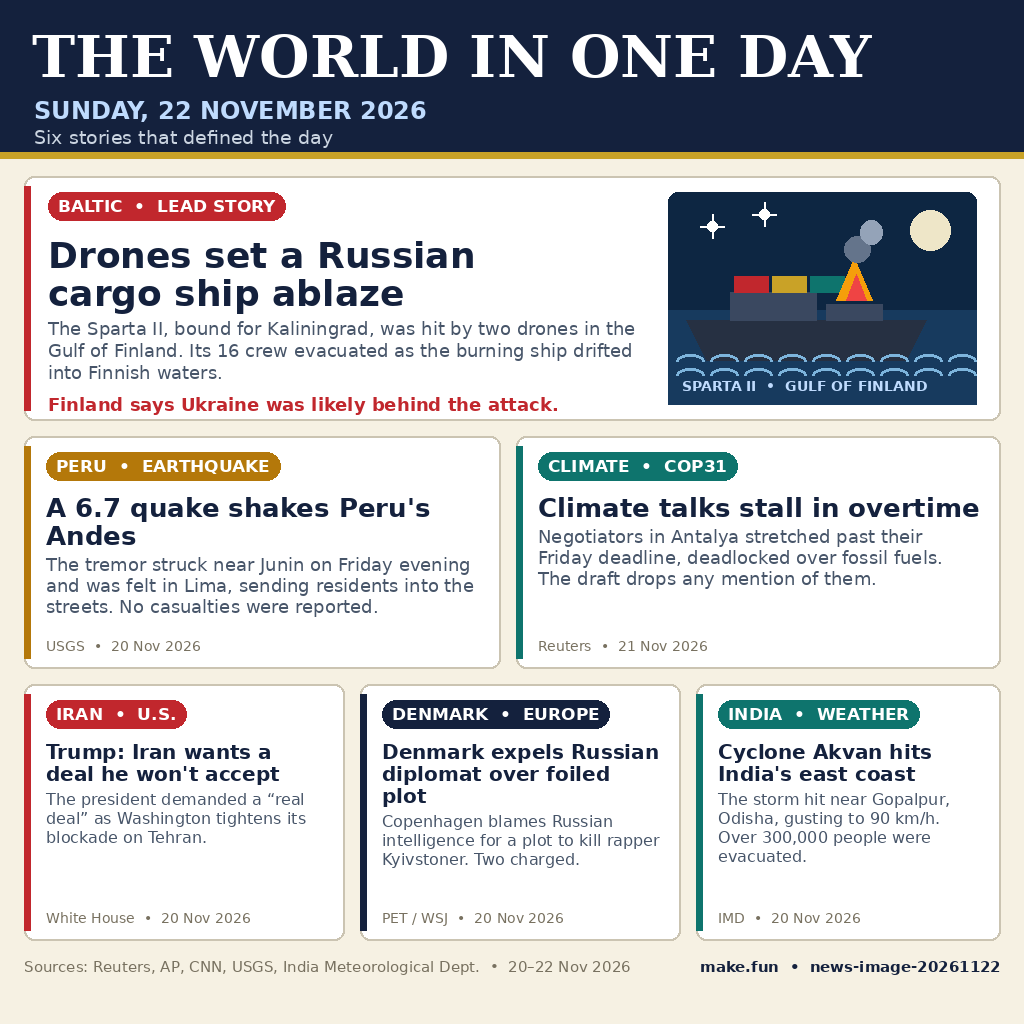 THE WORLD IN ONE DAY
SUNDAY, 22 NOVEMBER 2026
Six stories that defined the day
BALTIC • LEAD STORY
Drones set a Russian
cargo ship ablaze
The Sparta II, bound for Kaliningrad, was hit by two drones in the
Gulf of Finland. Its 16 crew evacuated as the burning ship drifted
into Finnish waters.
Finland says Ukraine was likely behind the attack.
SPARTA II • GULF OF FINLAND
PERU • EARTHQUAKE
A 6.7 quake shakes Peru's
Andes
The tremor struck near Junin on Friday evening
and was felt in Lima, sending residents into the
streets. No casualties were reported.
USGS • 20 Nov 2026
CLIMATE • COP31
Climate talks stall in overtime
Negotiators in Antalya stretched past their
Friday deadline, deadlocked over fossil fuels.
The draft drops any mention of them.
Reuters • 21 Nov 2026
IRAN • U.S.
Trump: Iran wants a
deal he won't accept
The president demanded a “real
deal” as Washington tightens its
blockade on Tehran.
White House • 20 Nov 2026
DENMARK • EUROPE
Denmark expels Russian
diplomat over foiled
plot
Copenhagen blames Russian
intelligence for a plot to kill rapper
Kyivstoner. Two charged.
PET / WSJ • 20 Nov 2026
INDIA • WEATHER
Cyclone Akvan hits
India's east coast
The storm hit near Gopalpur,
Odisha, gusting to 90 km/h.
Over 300,000 people were
evacuated.
IMD • 20 Nov 2026
Sources: Reuters, AP, CNN, USGS, India Meteorological Dept. • 20–22 Nov 2026
make.fun • news-image-20261122